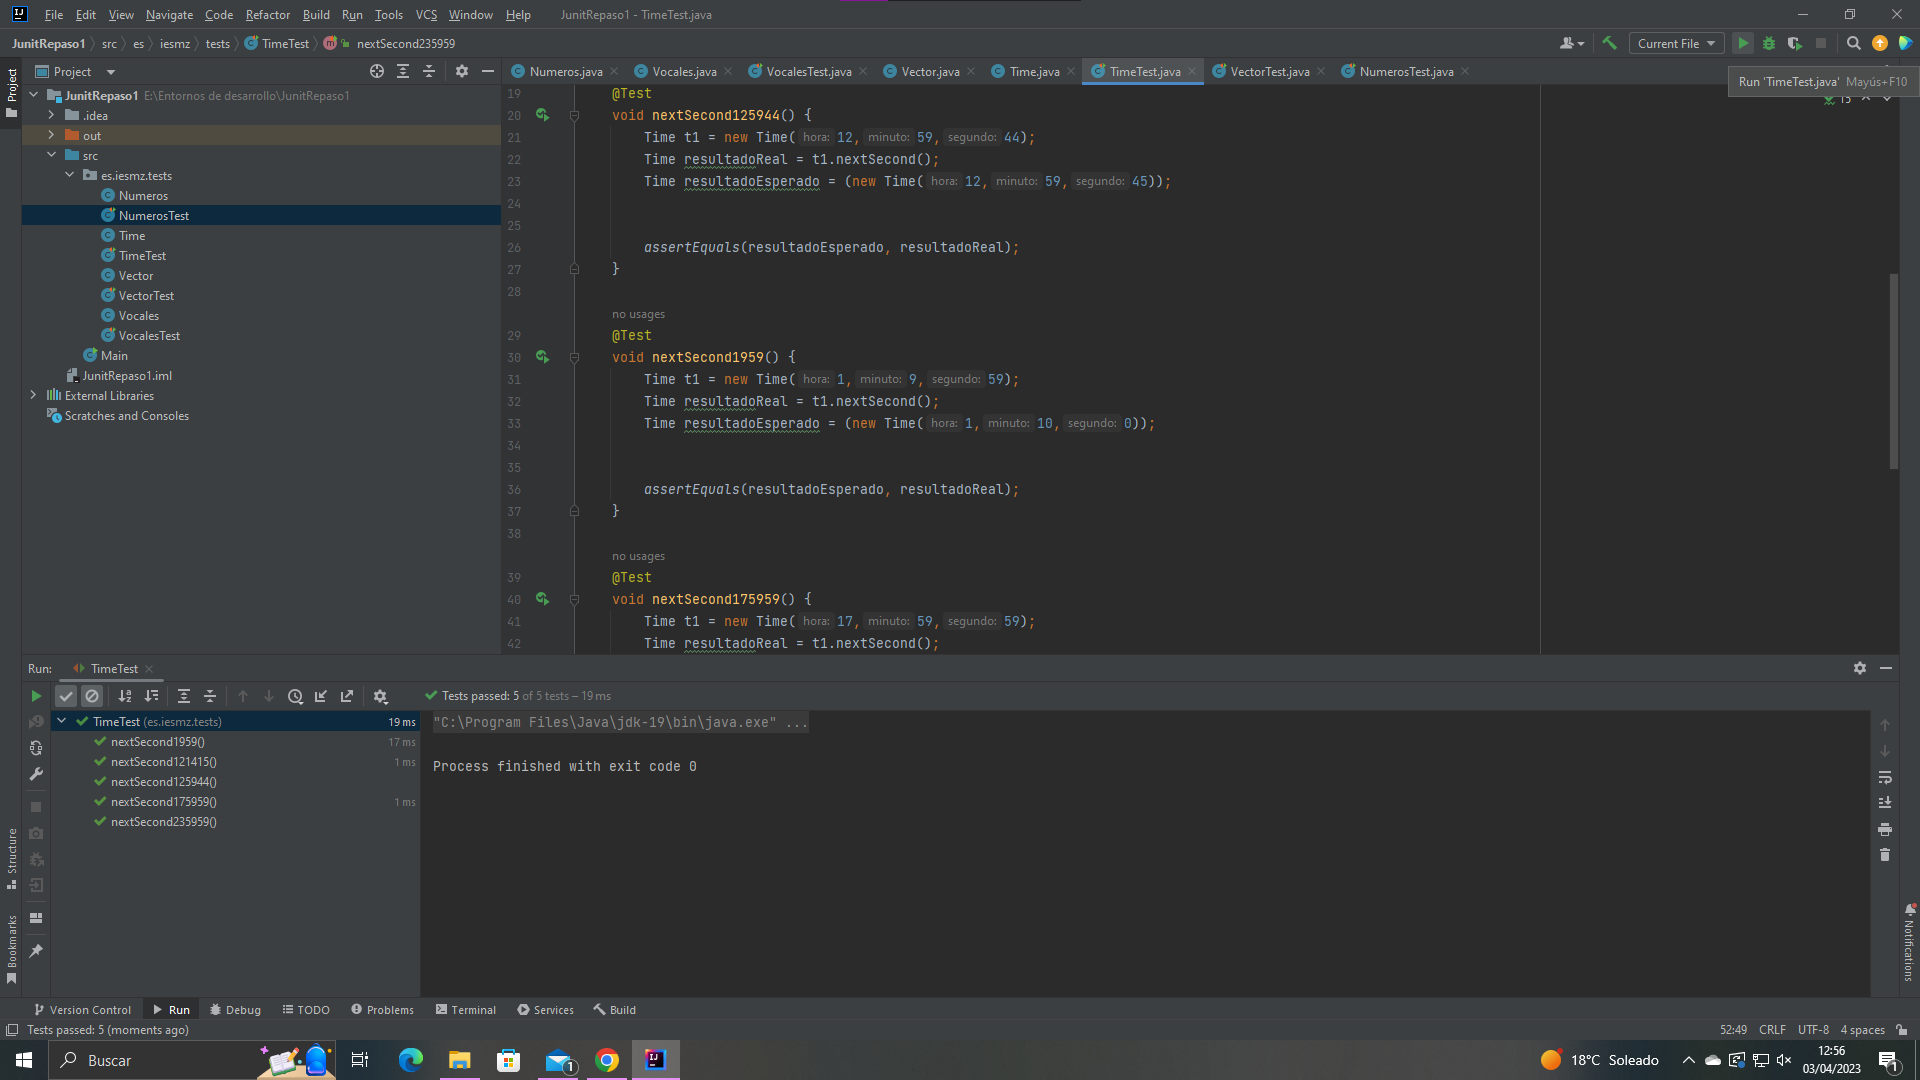 File Edit View Navigate Code Refactor Build Run Tools VCS Window Help JunitRepaso1 - TimeTest.java
JunitRepaso1 src es iesmz tests TimeTest nextSecond235959 Current File
Project Numeros.java Vocales.java VocalesTest.java Vector.java Time.java TimeTest.java VectorTest.java NumerosTest.java
Run 'TimeTest.java' Mayús+F10
Project
JunitRepaso1 E:\Entornos de desarrollo\JunitRepaso1
.idea
out
src
es.iesmz.tests
Numeros
NumerosTest
Time
TimeTest
Vector
VectorTest
Vocales
VocalesTest
Main
JunitRepaso1.iml
External Libraries
Scratches and Consoles
15
19 @Test
20 void nextSecond125944() {
21 Time t1 = new Time( hora: 12, minuto: 59, segundo: 44);
22 Time resultadoReal = t1.nextSecond();
23 Time resultadoEsperado = (new Time( hora: 12, minuto: 59, segundo: 45));
24
25
26 assertEquals(resultadoEsperado, resultadoReal);
27 }
28
no usages
29 @Test
30 void nextSecond1959() {
31 Time t1 = new Time( hora: 1, minuto: 9, segundo: 59);
32 Time resultadoReal = t1.nextSecond();
33 Time resultadoEsperado = (new Time( hora: 1, minuto: 10, segundo: 0));
34
35
36 assertEquals(resultadoEsperado, resultadoReal);
37 }
38
no usages
39 @Test
40 void nextSecond175959() {
41 Time t1 = new Time( hora: 17, minuto: 59, segundo: 59);
42 Time resultadoReal = t1.nextSecond();
Run: TimeTest
Tests passed: 5 of 5 tests – 19 ms
TimeTest (es.iesmz.tests) 19 ms
nextSecond1959() 17 ms
nextSecond121415() 1 ms
nextSecond125944()
nextSecond175959() 1 ms
nextSecond235959()
"C:\Program Files\Java\jdk-19\bin\java.exe" ...
Process finished with exit code 0
Structure
Bookmarks
Notifications
Version Control Run Debug TODO Problems Terminal Services Build
Tests passed: 5 (moments ago) 52:49 CRLF UTF-8 4 spaces
Buscar 1 18°C Soleado 12:56
03/04/2023 1